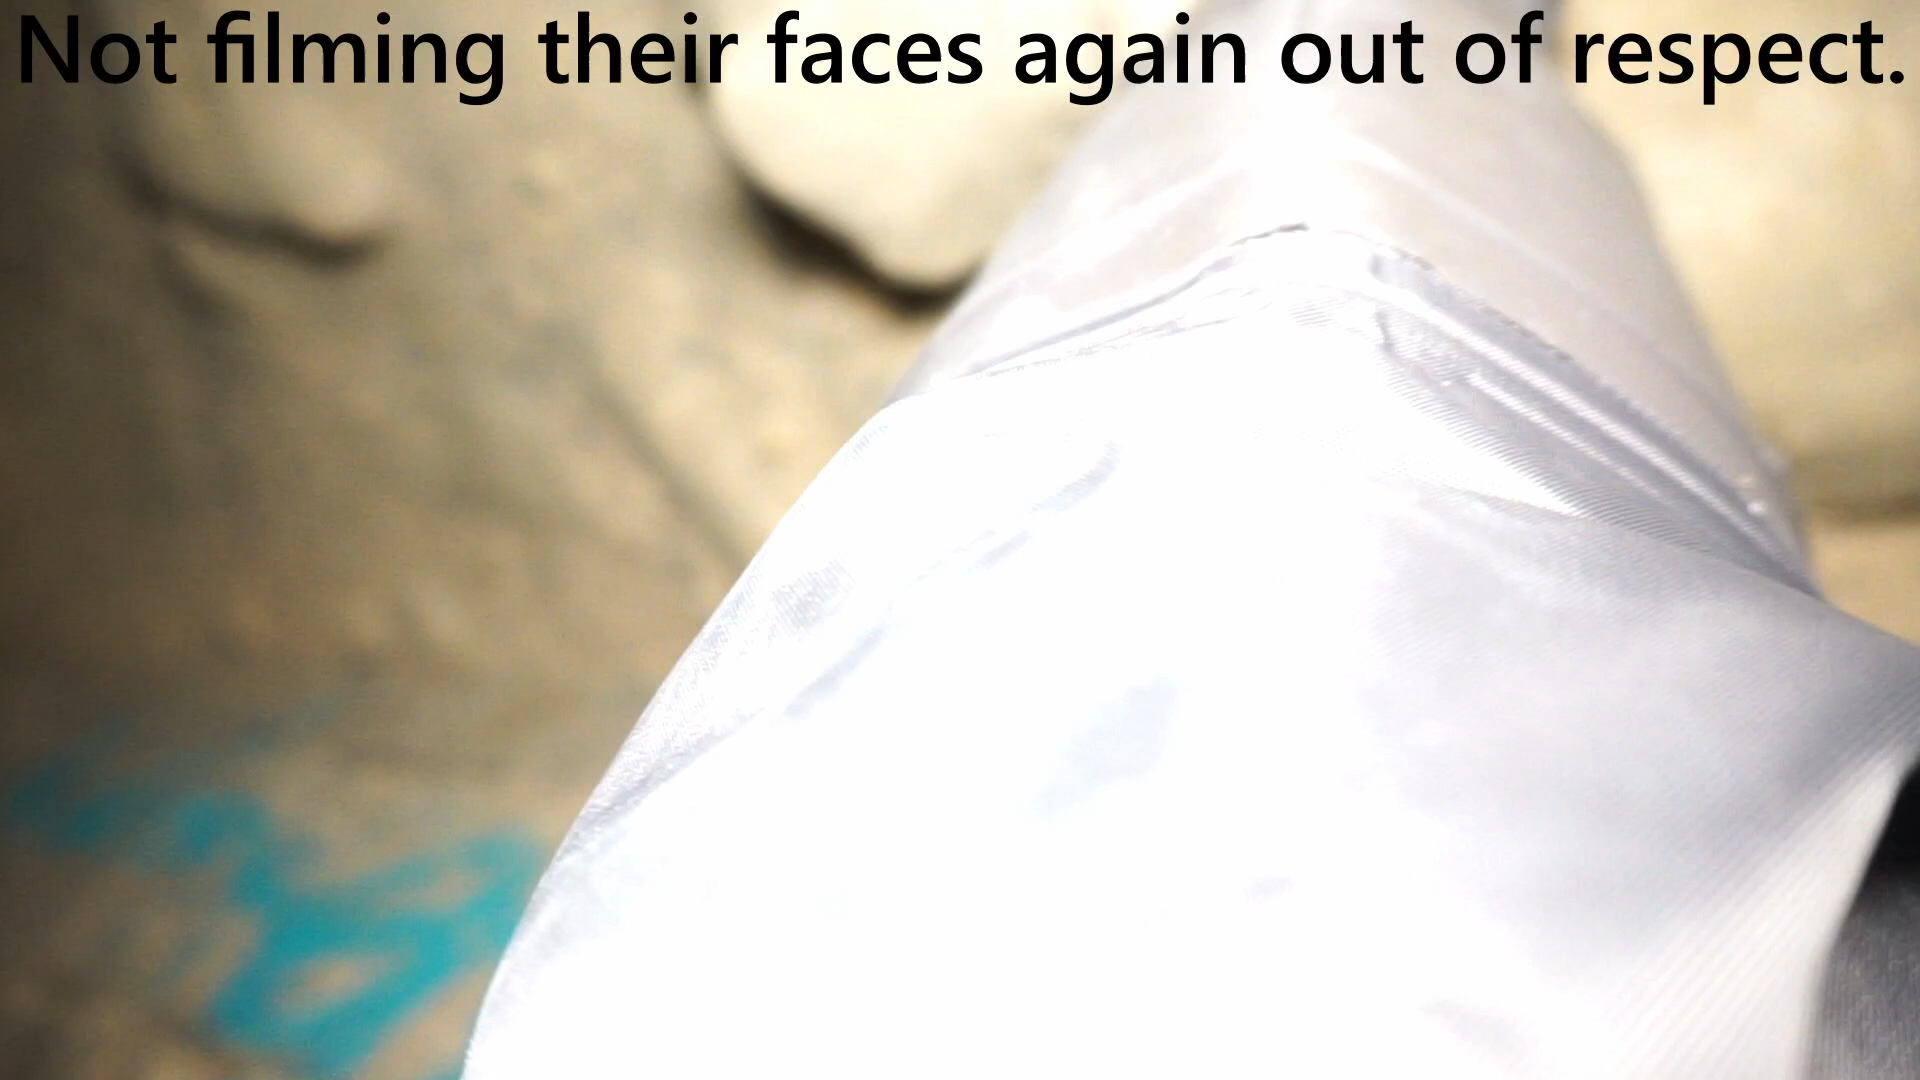 Not filming their faces again out of respect.